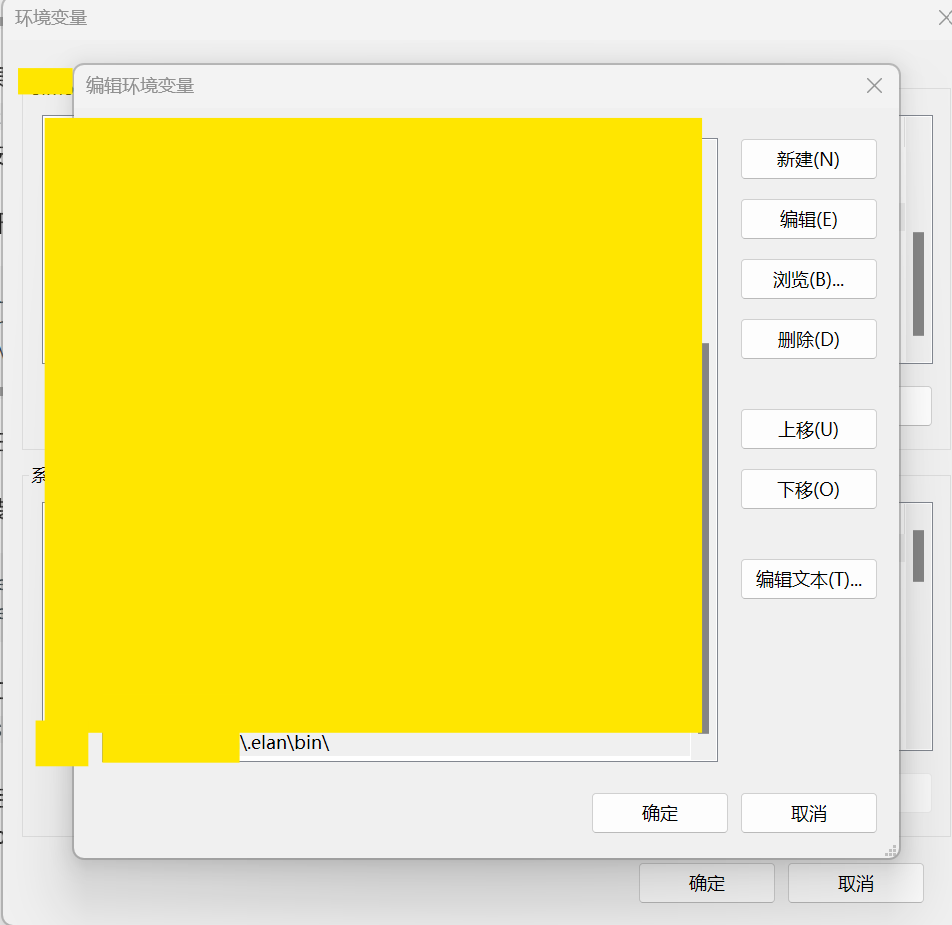 环境变量
编辑环境变量
新建(N)
编辑(E)
浏览(B)...
删除(D)
上移(U)
下移(O)
系
编辑文本(T)...
\.elan\bin\
确定
取消
确定
取消